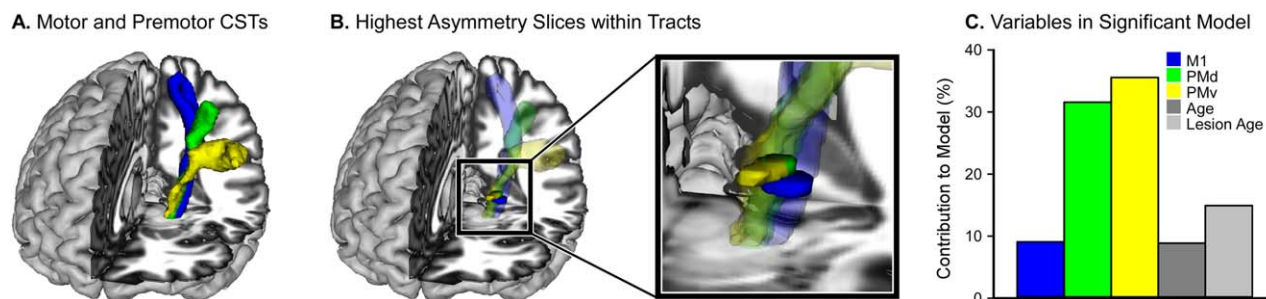 A. Motor and Premotor CSTs
B. Highest Asymmetry Slices within Tracts
C. Variables in Significant Model
Contribution to Model (%)
40
30
20
10
0
M1
PMd
PMv
Age
Lesion Age